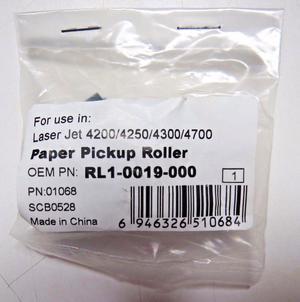 For use in:
Laser Jet 4200/4250/4300/4700
Paper Pickup Roller
OEM PN: RL1-0019-000
1
PN:01068
SCB0528
Made in China
6 946326 510684